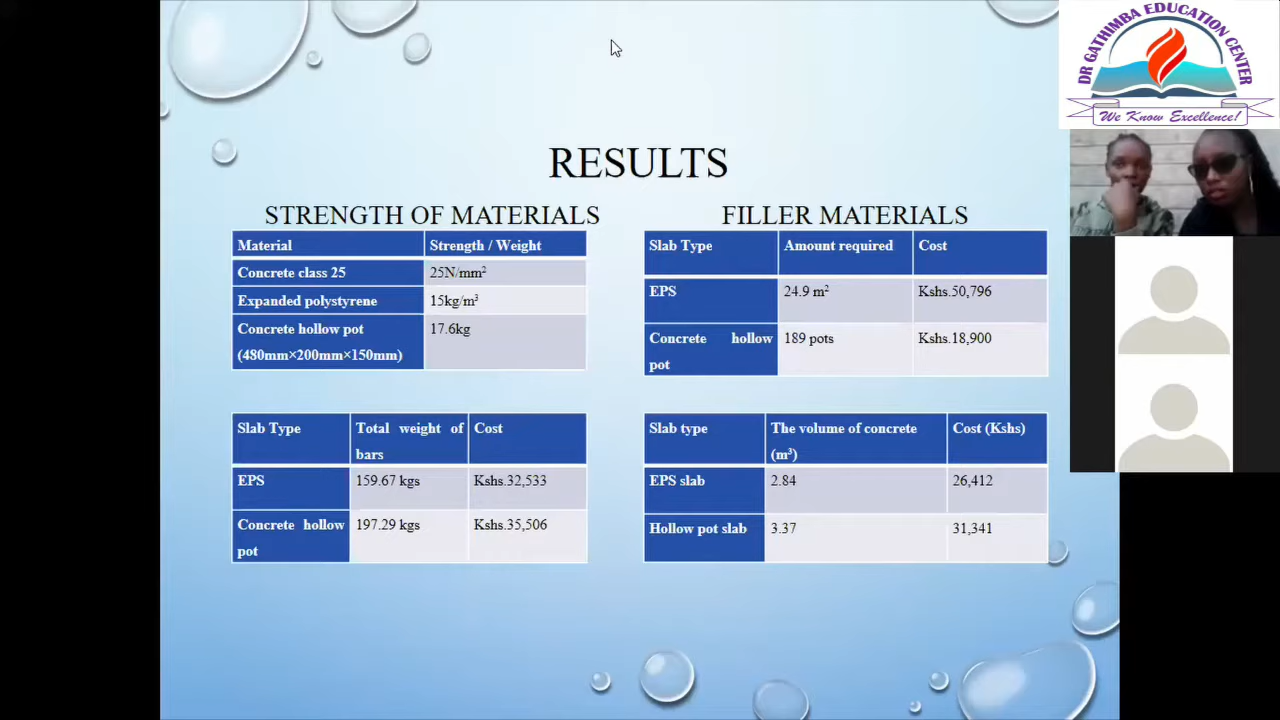 DR GATHIMBA EDUCATION CENTER
We Know Excellence!
RESULTS
STRENGTH OF MATERIALS
Material Strength / Weight
Concrete class 25 25N/mm²
Expanded polystyrene 15kg/m³
Concrete hollow pot 17.6kg
(480mm×200mm×150mm)
FILLER MATERIALS
Slab Type Amount required Cost
EPS 24.9 m² Kshs.50,796
Concrete hollow 189 pots Kshs.18,900
pot
Slab Type Total weight of Cost
bars
EPS 159.67 kgs Kshs.32,533
Concrete hollow 197.29 kgs Kshs.35,506
pot
Slab type The volume of concrete Cost (Kshs)
(m³)
EPS slab 2.84 26,412
Hollow pot slab 3.37 31,341